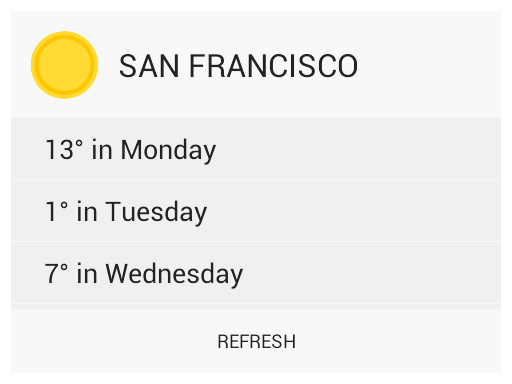 SAN FRANCISCO
13° in Monday
1° in Tuesday
7° in Wednesday
REFRESH